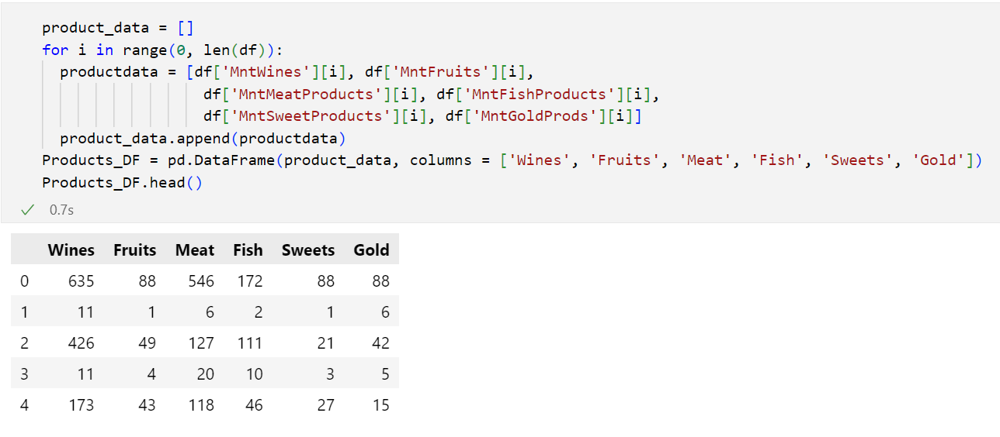 product_data = []
for i in range(0, len(df)):
  productdata = [df['MntWines'][i], df['MntFruits'][i],
                  df['MntMeatProducts'][i], df['MntFishProducts'][i],
                  df['MntSweetProducts'][i], df['MntGoldProds'][i]]
  product_data.append(productdata)
Products_DF = pd.DataFrame(product_data, columns = ['Wines', 'Fruits', 'Meat', 'Fish', 'Sweets', 'Gold'])
Products_DF.head()
0.7s
Wines Fruits Meat Fish Sweets Gold
0 635 88 546 172 88 88
1 11 1 6 2 1 6
2 426 49 127 111 21 42
3 11 4 20 10 3 5
4 173 43 118 46 27 15